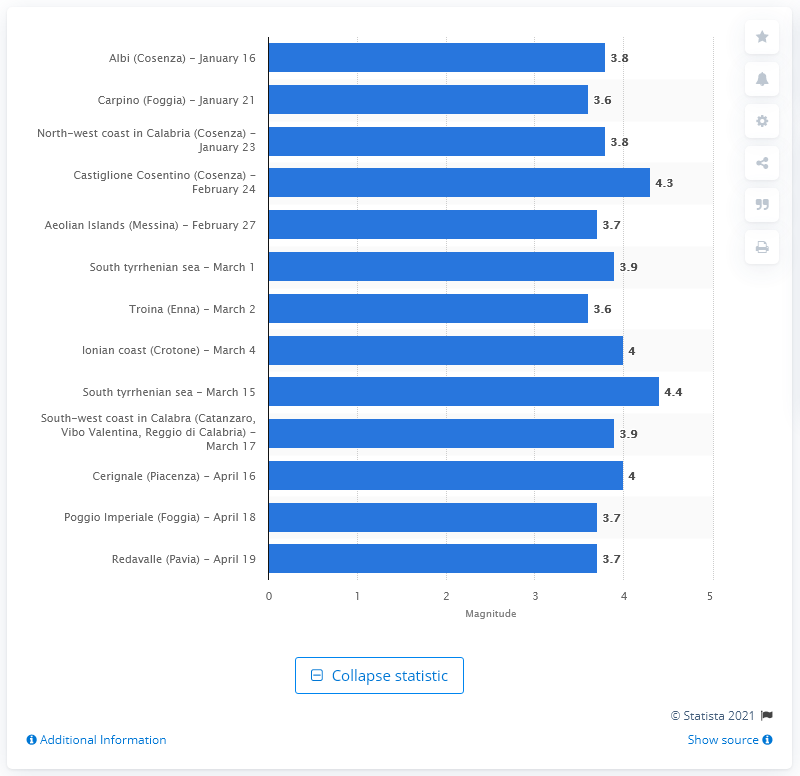 Albi (Cosenza) – January 16
3.8
Carpino (Foggia) – January 21
3.6
North-west coast in Calabria (Cosenza) –
January 23
3.8
Castiglione Cosentino (Cosenza) –
February 24
4.3
Aeolian Islands (Messina) – February 27
3.7
South tyrrhenian sea – March 1
3.9
Troina (Enna) – March 2
3.6
Ionian coast (Crotone) – March 4
4
South tyrrhenian sea – March 15
4.4
South-west coast in Calabra (Catanzaro,
Vibo Valentina, Reggio di Calabria) –
March 17
3.9
Cerignale (Piacenza) – April 16
4
Poggio Imperiale (Foggia) – April 18
3.7
Redavalle (Pavia) – April 19
3.7
0 1 2 3 4 5
Magnitude
Collapse statistic
© Statista 2021
Additional Information
Show source